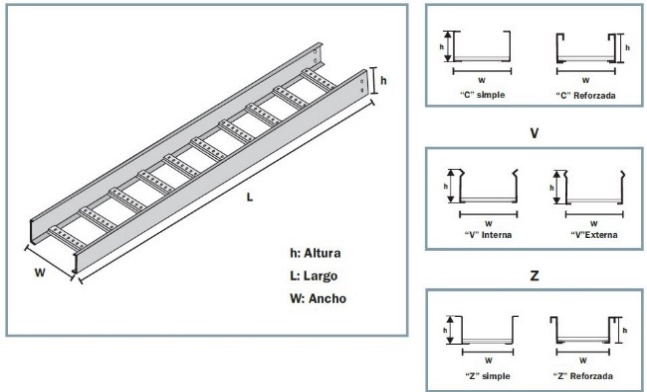 h
L
W
h: Altura
L: Largo
W: Ancho
h
h
W
W
"C" simple
"C" Reforzada
V
h
h
W
W
"V" Interna
"V"Externa
Z
h
h
W
W
"Z" simple
"Z" Reforzada